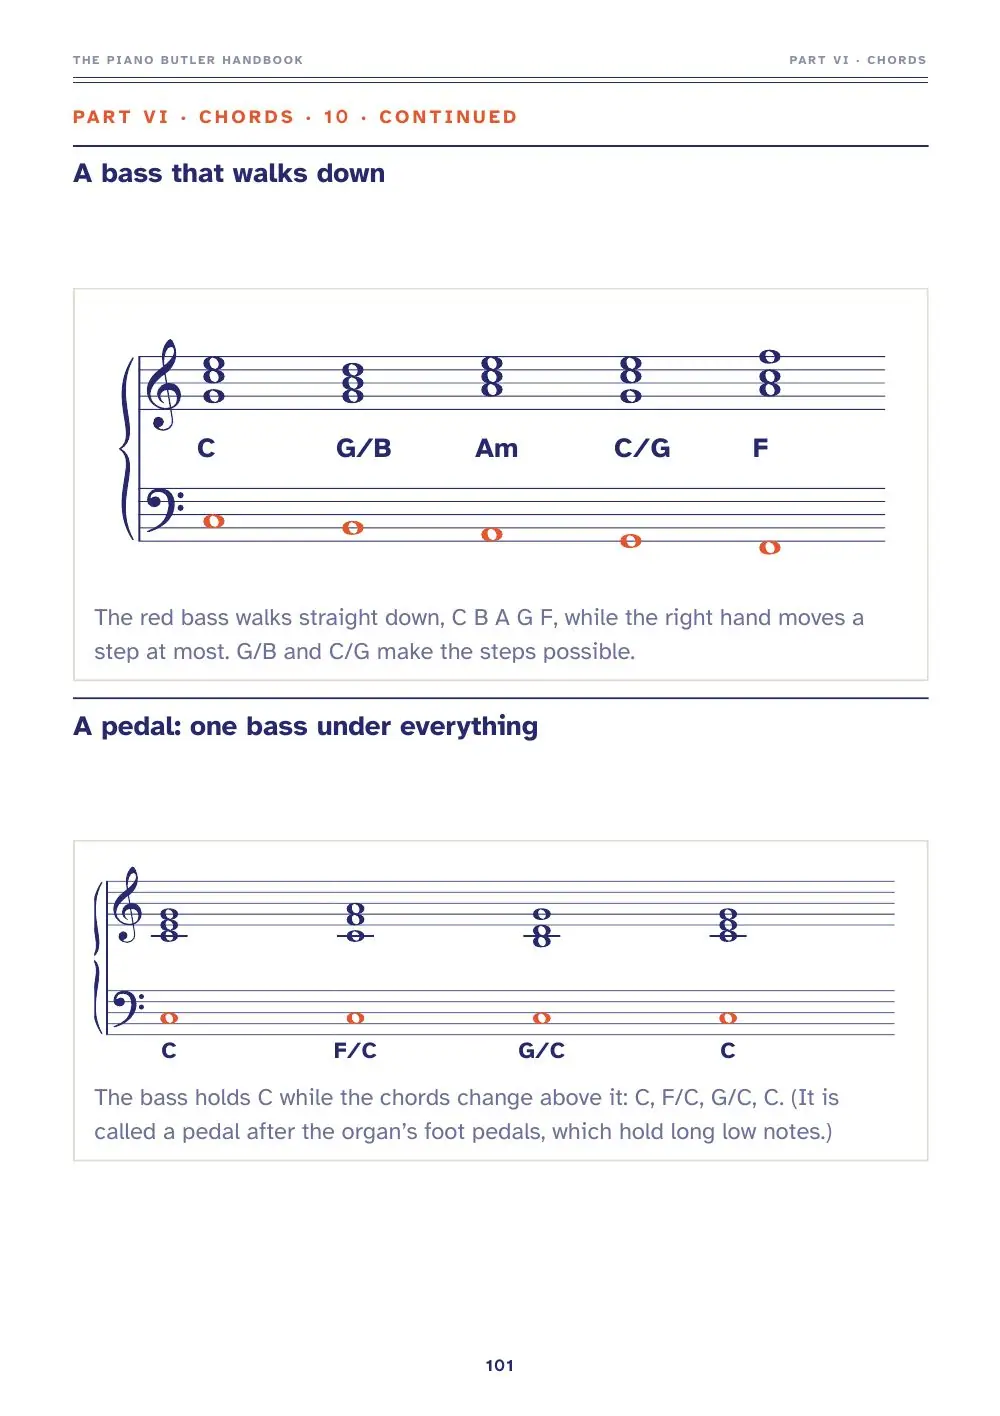 THE PIANO BUTLER HANDBOOK
PART VI · CHORDS
PART VI · CHORDS · 10 · CONTINUED
A bass that walks down
C G/B Am C/G F
The red bass walks straight down, C B A G F, while the right hand moves a
step at most. G/B and C/G make the steps possible.
A pedal: one bass under everything
C F/C G/C C
The bass holds C while the chords change above it: C, F/C, G/C, C. (It is
called a pedal after the organ’s foot pedals, which hold long low notes.)
101